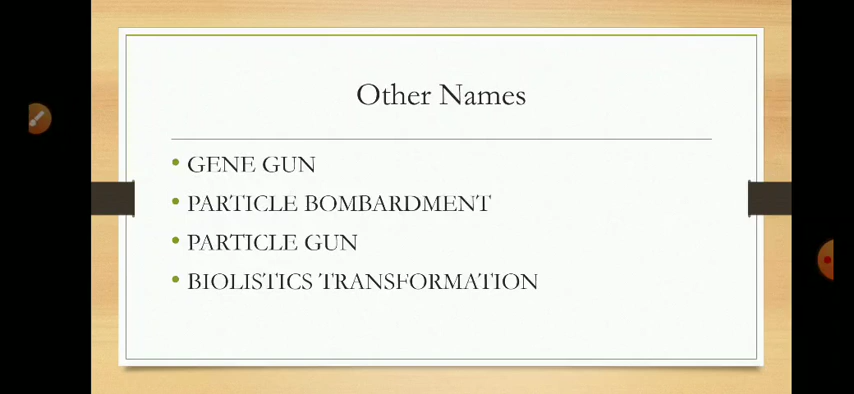 Other Names
• GENE GUN
• PARTICLE BOMBARDMENT
• PARTICLE GUN
• BIOLISTICS TRANSFORMATION